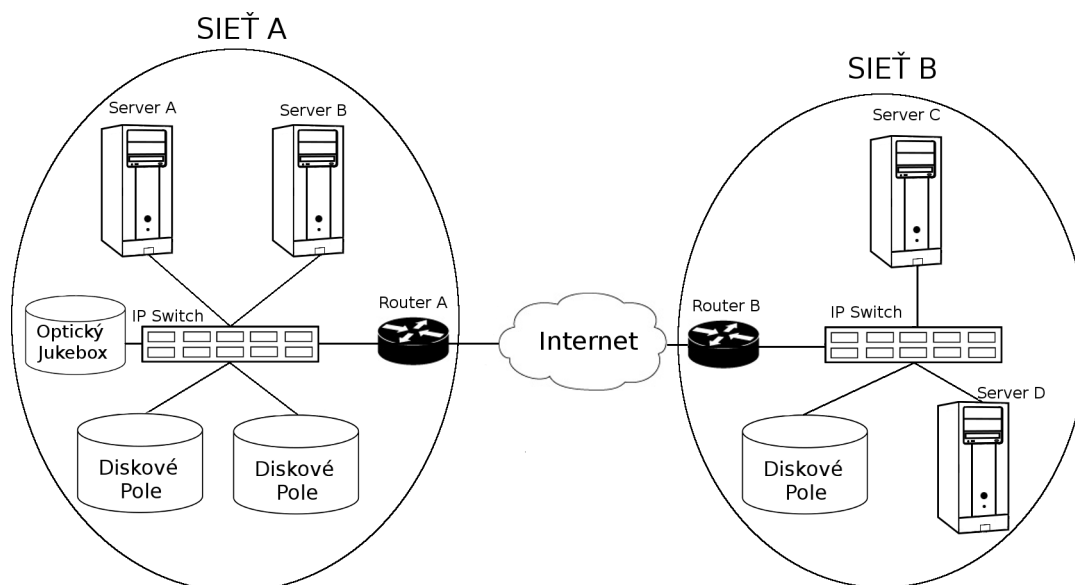 SIEŤ A
Server A
Server B
Optický
Jukebox
IP Switch
Router A
Diskové
Pole
Diskové
Pole
Internet
SIEŤ B
Server C
Router B
IP Switch
Diskové
Pole
Server D